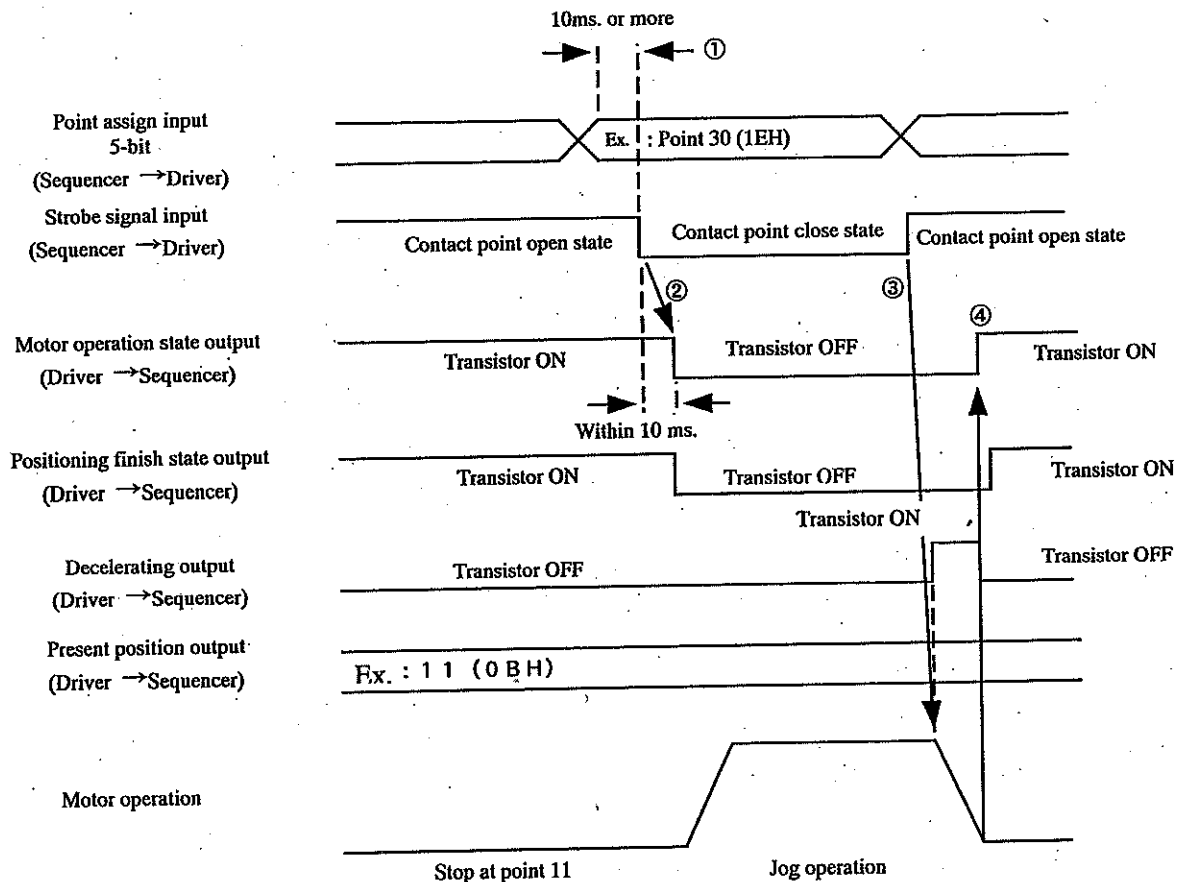 10ms. or more
①
Point assign input
5-bit
(Sequencer →Driver)
Ex. : Point 30 (1EH)
Strobe signal input
(Sequencer →Driver)
Contact point open state
Contact point close state
Contact point open state
②
③
④
Motor operation state output
(Driver →Sequencer)
Transistor ON
Transistor OFF
Transistor ON
Within 10 ms.
Positioning finish state output
(Driver →Sequencer)
Transistor ON
Transistor OFF
Transistor ON
Transistor ON
Decelerating output
(Driver →Sequencer)
Transistor OFF
Transistor OFF
Present position output
(Driver →Sequencer)
Ex. : 1 1 (0 B H)
Motor operation
Stop at point 11
Jog operation